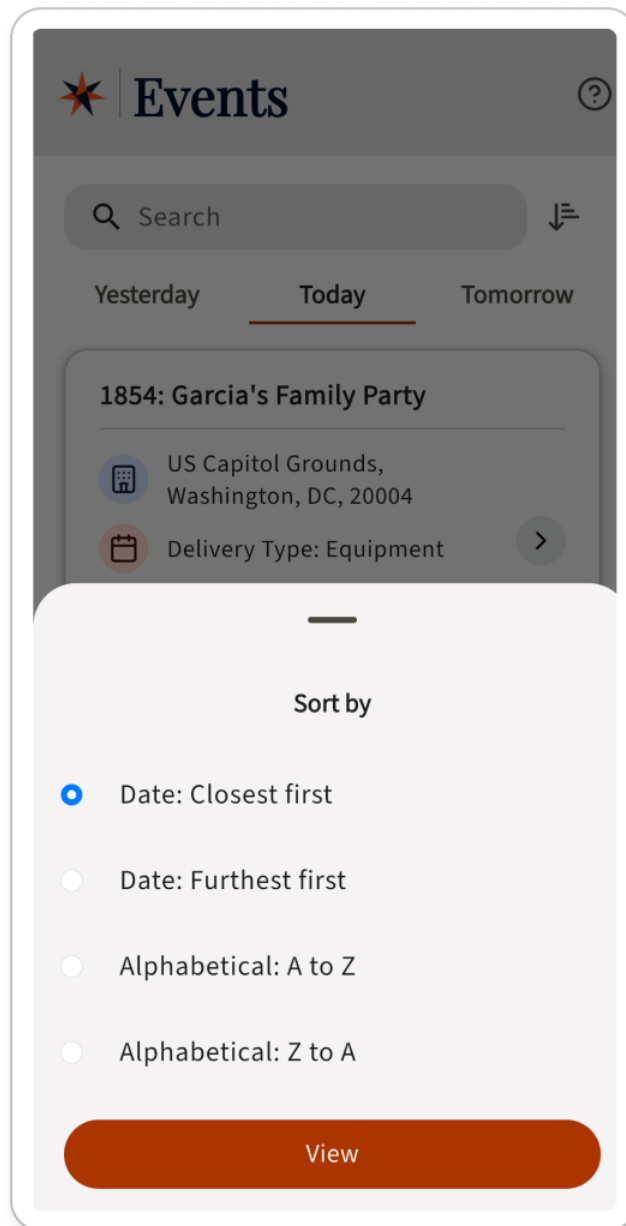 Events
Search
Yesterday Today Tomorrow
1854: Garcia's Family Party
US Capitol Grounds,
Washington, DC, 20004
Delivery Type: Equipment
Sort by
Date: Closest first
Date: Furthest first
Alphabetical: A to Z
Alphabetical: Z to A
View